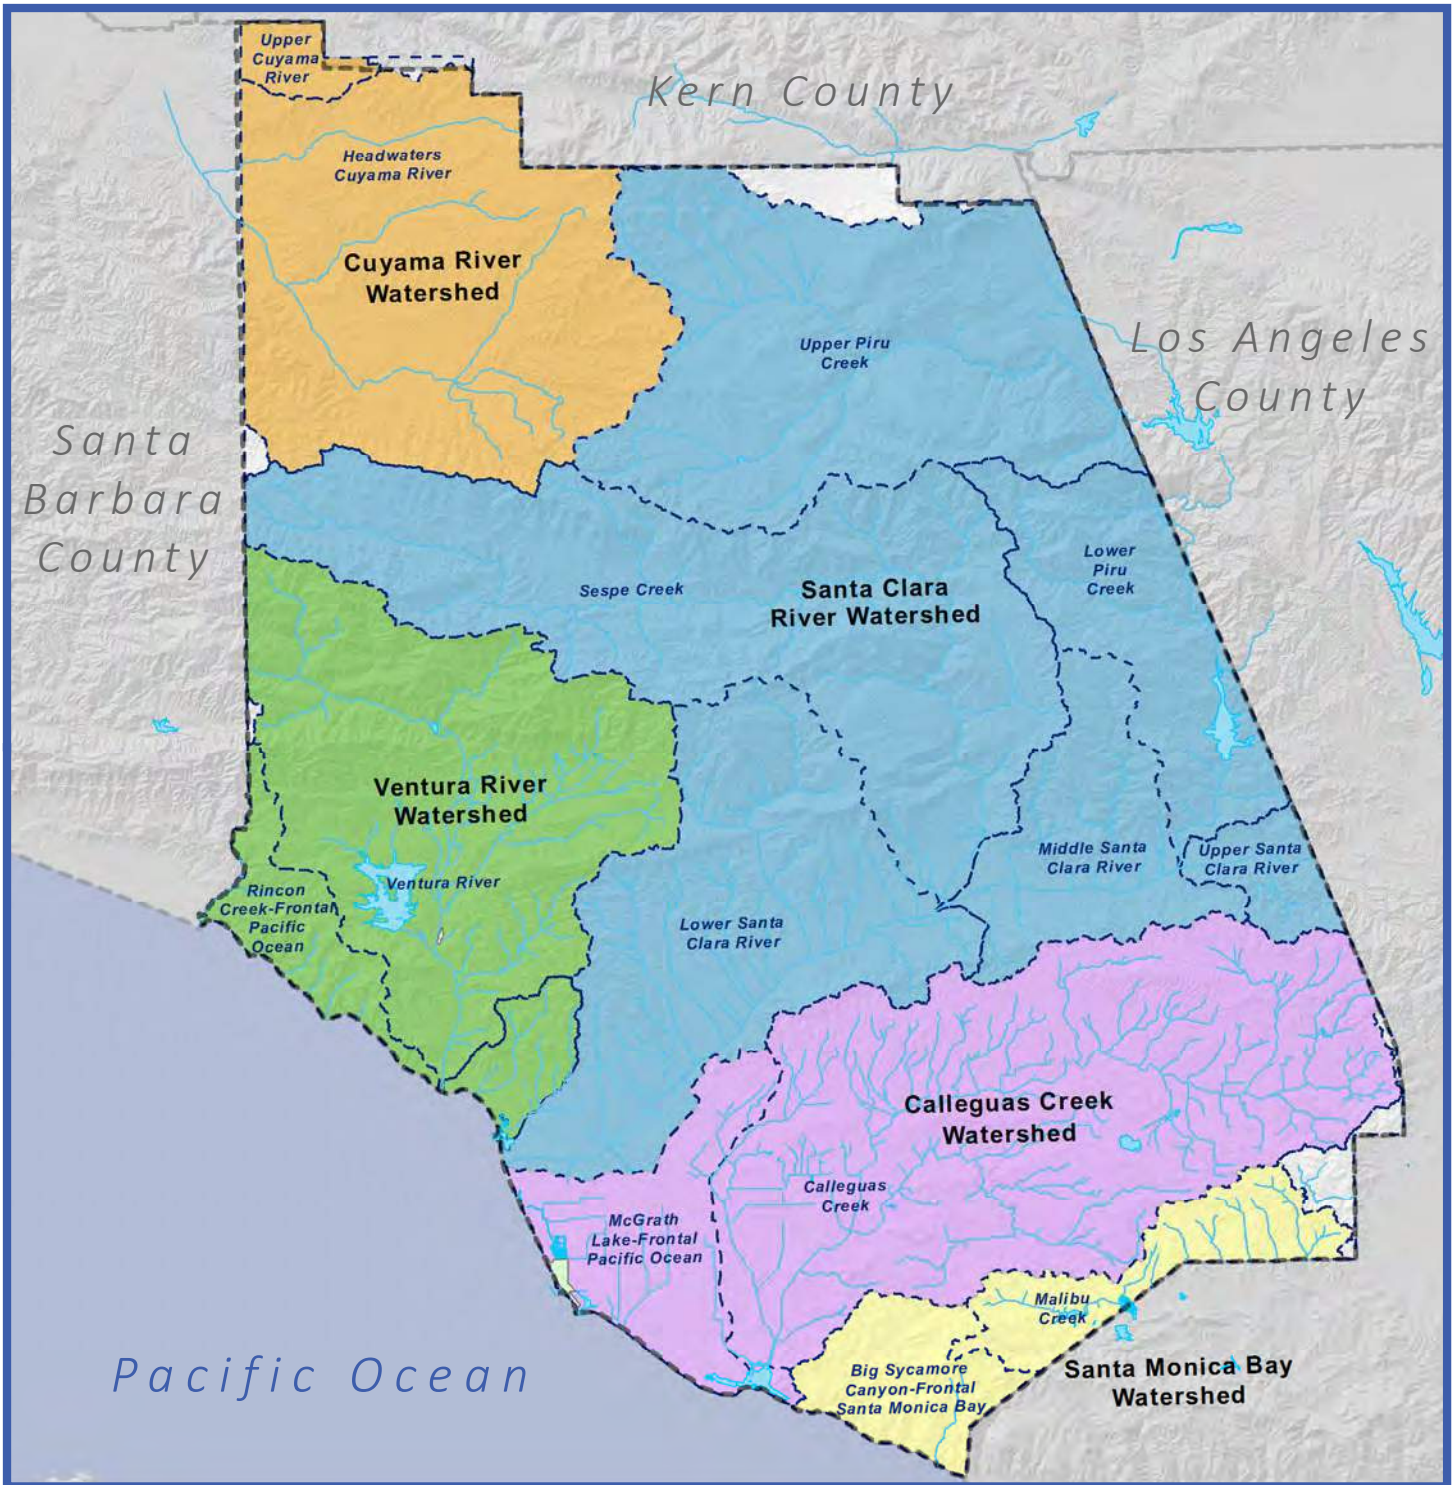 Upper
Cuyama
River
Kern County
Headwaters
Cuyama River
Cuyama River
Watershed
Upper Piru
Creek
Los Angeles
County
Santa
Barbara
County
Lower
Piru
Creek
Sespe Creek
Santa Clara
River Watershed
Ventura River
Watershed
Middle Santa
Clara River
Upper Santa
Clara River
Ventura River
Rincon
Creek-Frontal
Pacific
Ocean
Lower Santa
Clara River
Calleguas Creek
Watershed
Calleguas
Creek
McGrath
Lake-Frontal
Pacific Ocean
Malibu
Creek
Big Sycamore
Canyon-Frontal
Santa Monica Bay
Santa Monica Bay
Watershed
Pacific Ocean